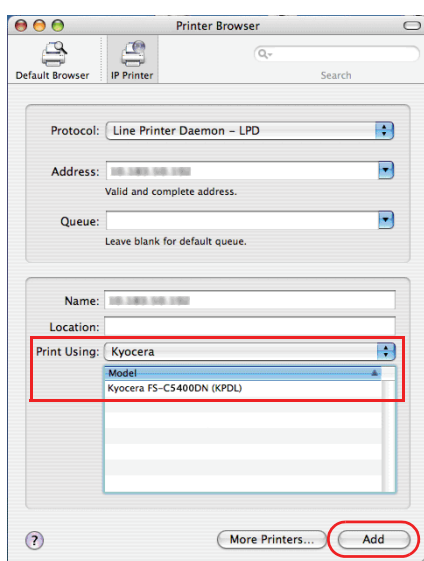 Printer Browser
Default Browser
IP Printer
Search
Protocol: Line Printer Daemon – LPD
Address:
Valid and complete address.
Queue:
Leave blank for default queue.
Name:
Location:
Print Using: Kyocera
Model
Kyocera FS-C5400DN (KPDL)
? More Printers... Add